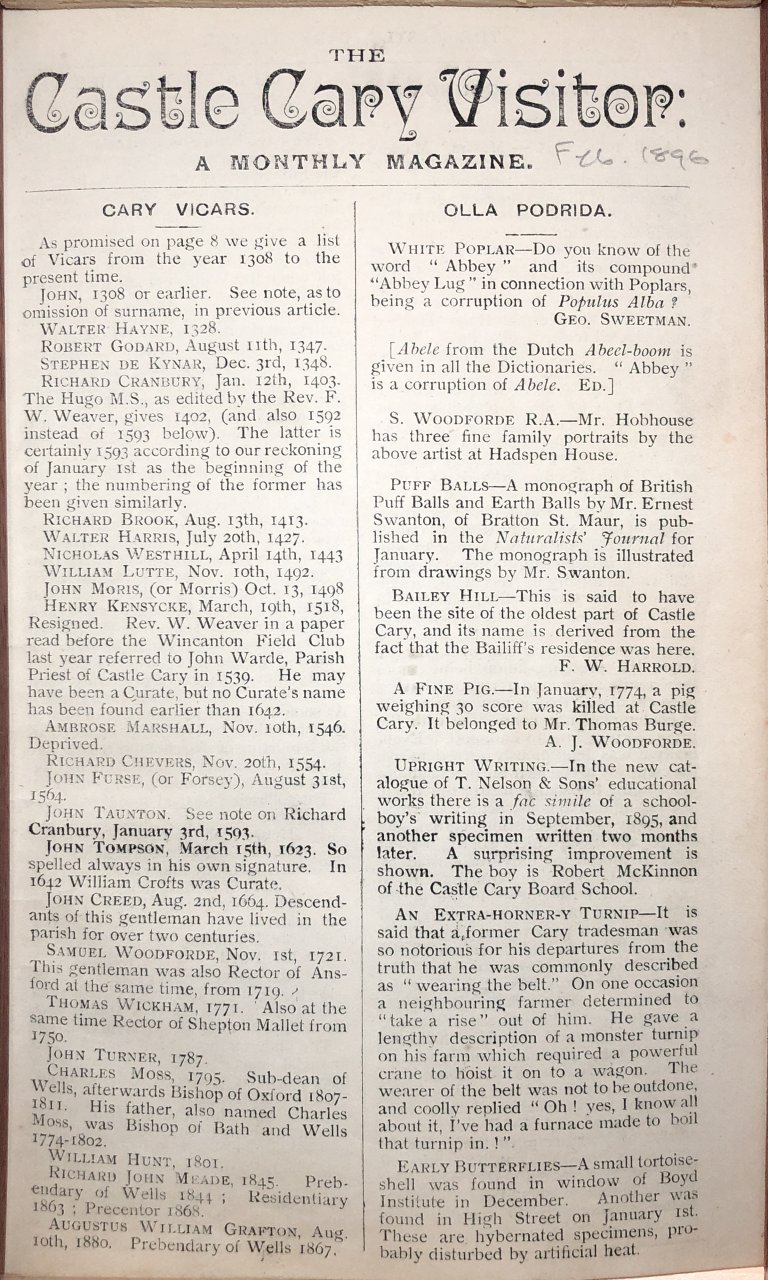 THE
Castle Cary Visitor:
A MONTHLY MAGAZINE.
Feb. 1896
CARY VICARS.
As promised on page 8 we give a list
of Vicars from the year 1308 to the
present time.
JOHN, 1308 or earlier. See note, as to
omission of surname, in previous article.
WALTER HAYNE, 1328.
ROBERT GODARD, August 11th, 1347.
STEPHEN DE KYNAR, Dec. 3rd, 1348.
RICHARD CRANBURY, Jan. 12th, 1403.
The Hugo M.S., as edited by the Rev. F.
W. Weaver, gives 1402, (and also 1592
instead of 1593 below). The latter is
certainly 1593 according to our reckoning
of January 1st as the beginning of the
year ; the numbering of the former has
been given similarly.
RICHARD BROOK, Aug. 13th, 1413.
WALTER HARRIS, July 20th, 1427.
NICHOLAS WESTHILL, April 14th, 1443
WILLIAM LUTTE, Nov. 10th, 1492.
JOHN MORIS, (or Morris) Oct. 13, 1498
HENRY KENSYCKE, March, 19th, 1518,
Resigned. Rev. W. Weaver in a paper
read before the Wincanton Field Club
last year referred to John Warde, Parish
Priest of Castle Cary in 1539. He may
have been a Curate, but no Curate's name
has been found earlier than 1642.
AMBROSE MARSHALL, Nov. 10th, 1546.
Deprived.
RICHARD CHEVERS, Nov. 20th, 1554.
JOHN FURSE, (or Forsey), August 31st,
1564.
JOHN TAUNTON. See note on Richard
Cranbury, January 3rd, 1593.
JOHN TOMPSON, March 15th, 1623. So
spelled always in his own signature. In
1642 William Crofts was Curate.
JOHN CREED, Aug. 2nd, 1664. Descend-
ants of this gentleman have lived in the
parish for over two centuries.
SAMUEL WOODFORDE, Nov. 1st, 1721.
This gentleman was also Rector of Ans-
ford at the same time, from 1719.
THOMAS WICKHAM, 1771. Also at the
same time Rector of Shepton Mallet from
1750.
JOHN TURNER, 1787.
CHARLES MOSS, 1795. Sub-dean of
Wells, afterwards Bishop of Oxford 1807-
1811. His father, also named Charles
Moss, was Bishop of Bath and Wells
1774-1802.
WILLIAM HUNT, 1801.
RICHARD JOHN MEADE, 1845. Preb-
endary of Wells 1844 ; Residentiary
1863 ; Precentor 1868.
AUGUSTUS WILLIAM GRAFTON, Aug.
10th, 1880. Prebendary of Wells 1867.
OLLA PODRIDA.
WHITE POPLAR—Do you know of the
word " Abbey " and its compound
"Abbey Lug" in connection with Poplars,
being a corruption of Populus Alba ?
GEO. SWEETMAN.
[Abele from the Dutch Abeel-boom is
given in all the Dictionaries. " Abbey "
is a corruption of Abele. ED.]
S. WOODFORDE R.A.—Mr. Hobhouse
has three fine family portraits by the
above artist at Hadspen House.
PUFF BALLS—A monograph of British
Puff Balls and Earth Balls by Mr. Ernest
Swanton, of Bratton St. Maur, is pub-
lished in the Naturalists' Journal for
January. The monograph is illustrated
from drawings by Mr. Swanton.
BAILEY HILL—This is said to have
been the site of the oldest part of Castle
Cary, and its name is derived from the
fact that the Bailiff's residence was here.
F. W. HARROLD.
A FINE PIG.—In January, 1774, a pig
weighing 30 score was killed at Castle
Cary. It belonged to Mr. Thomas Burge.
A. J. WOODFORDE.
UPRIGHT WRITING.—In the new cat-
alogue of T. Nelson & Sons' educational
works there is a fac simile of a school-
boy's writing in September, 1895, and
another specimen written two months
later. A surprising improvement is
shown. The boy is Robert McKinnon
of the Castle Cary Board School.
AN EXTRA-HORNER-Y TURNIP—It is
said that a former Cary tradesman was
so notorious for his departures from the
truth that he was commonly described
as " wearing the belt." On one occasion
a neighbouring farmer determined to
"take a rise" out of him. He gave a
lengthy description of a monster turnip
on his farm which required a powerful
crane to hoist it on to a wagon. The
wearer of the belt was not to be outdone,
and coolly replied " Oh ! yes, I know all
about it, I've had a furnace made to boil
that turnip in. ! ".
EARLY BUTTERFLIES—A small tortoise-
shell was found in window of Boyd
Institute in December. Another was
found in High Street on January 1st.
These are hybernated specimens, pro-
bably disturbed by artificial heat.